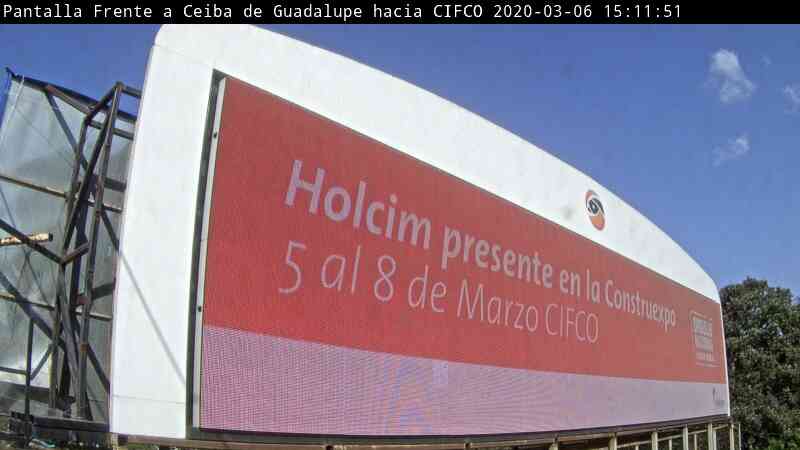 Pantalla Frente a Ceiba de Guadalupe hacia CIFCO 2020-03-06 15:11:51
Holcim presente en la Construexpo
5 al 8 de Marzo CIFCO